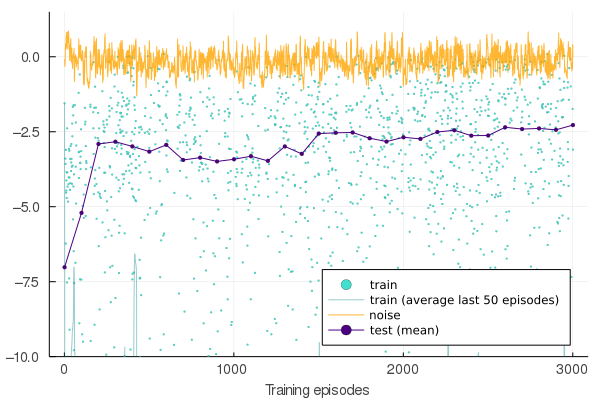 0.0
−2.5
−5.0
−7.5
−10.0
train
train (average last 50 episodes)
noise
test (mean)
0
1000
2000
3000
Training episodes